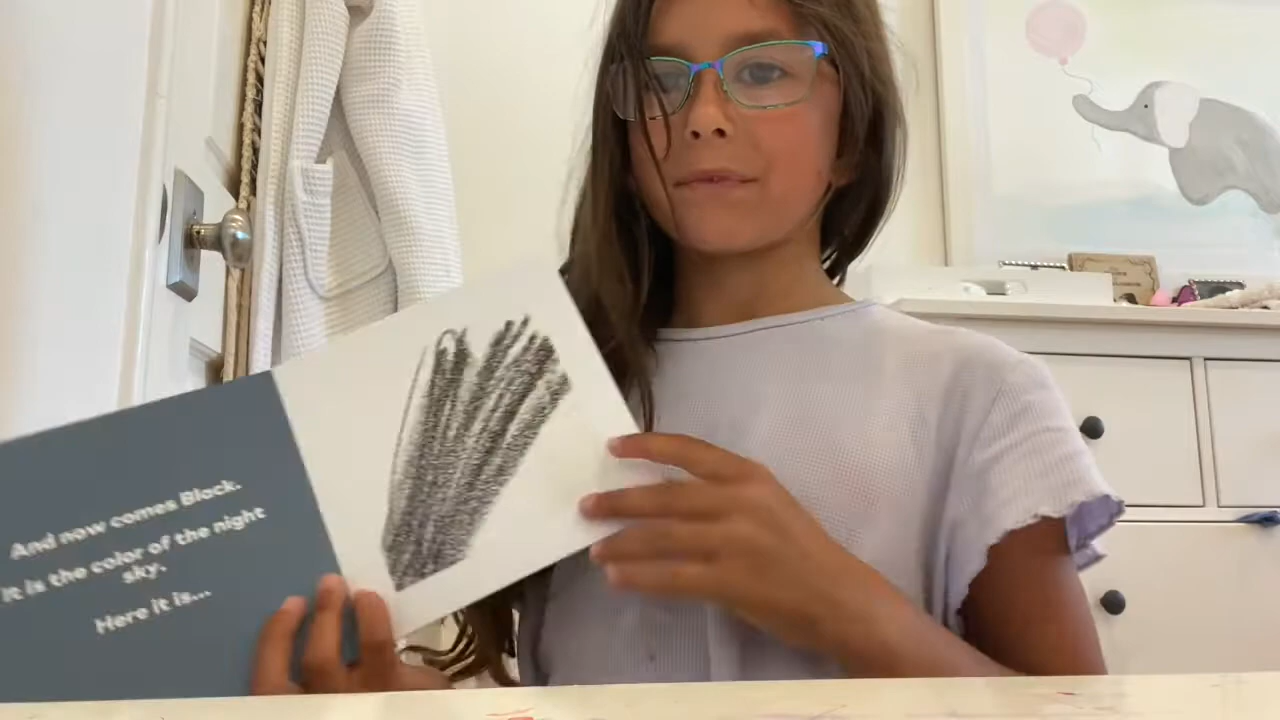 And now comes Black.
It is the color of the night
sky.
Here it is...